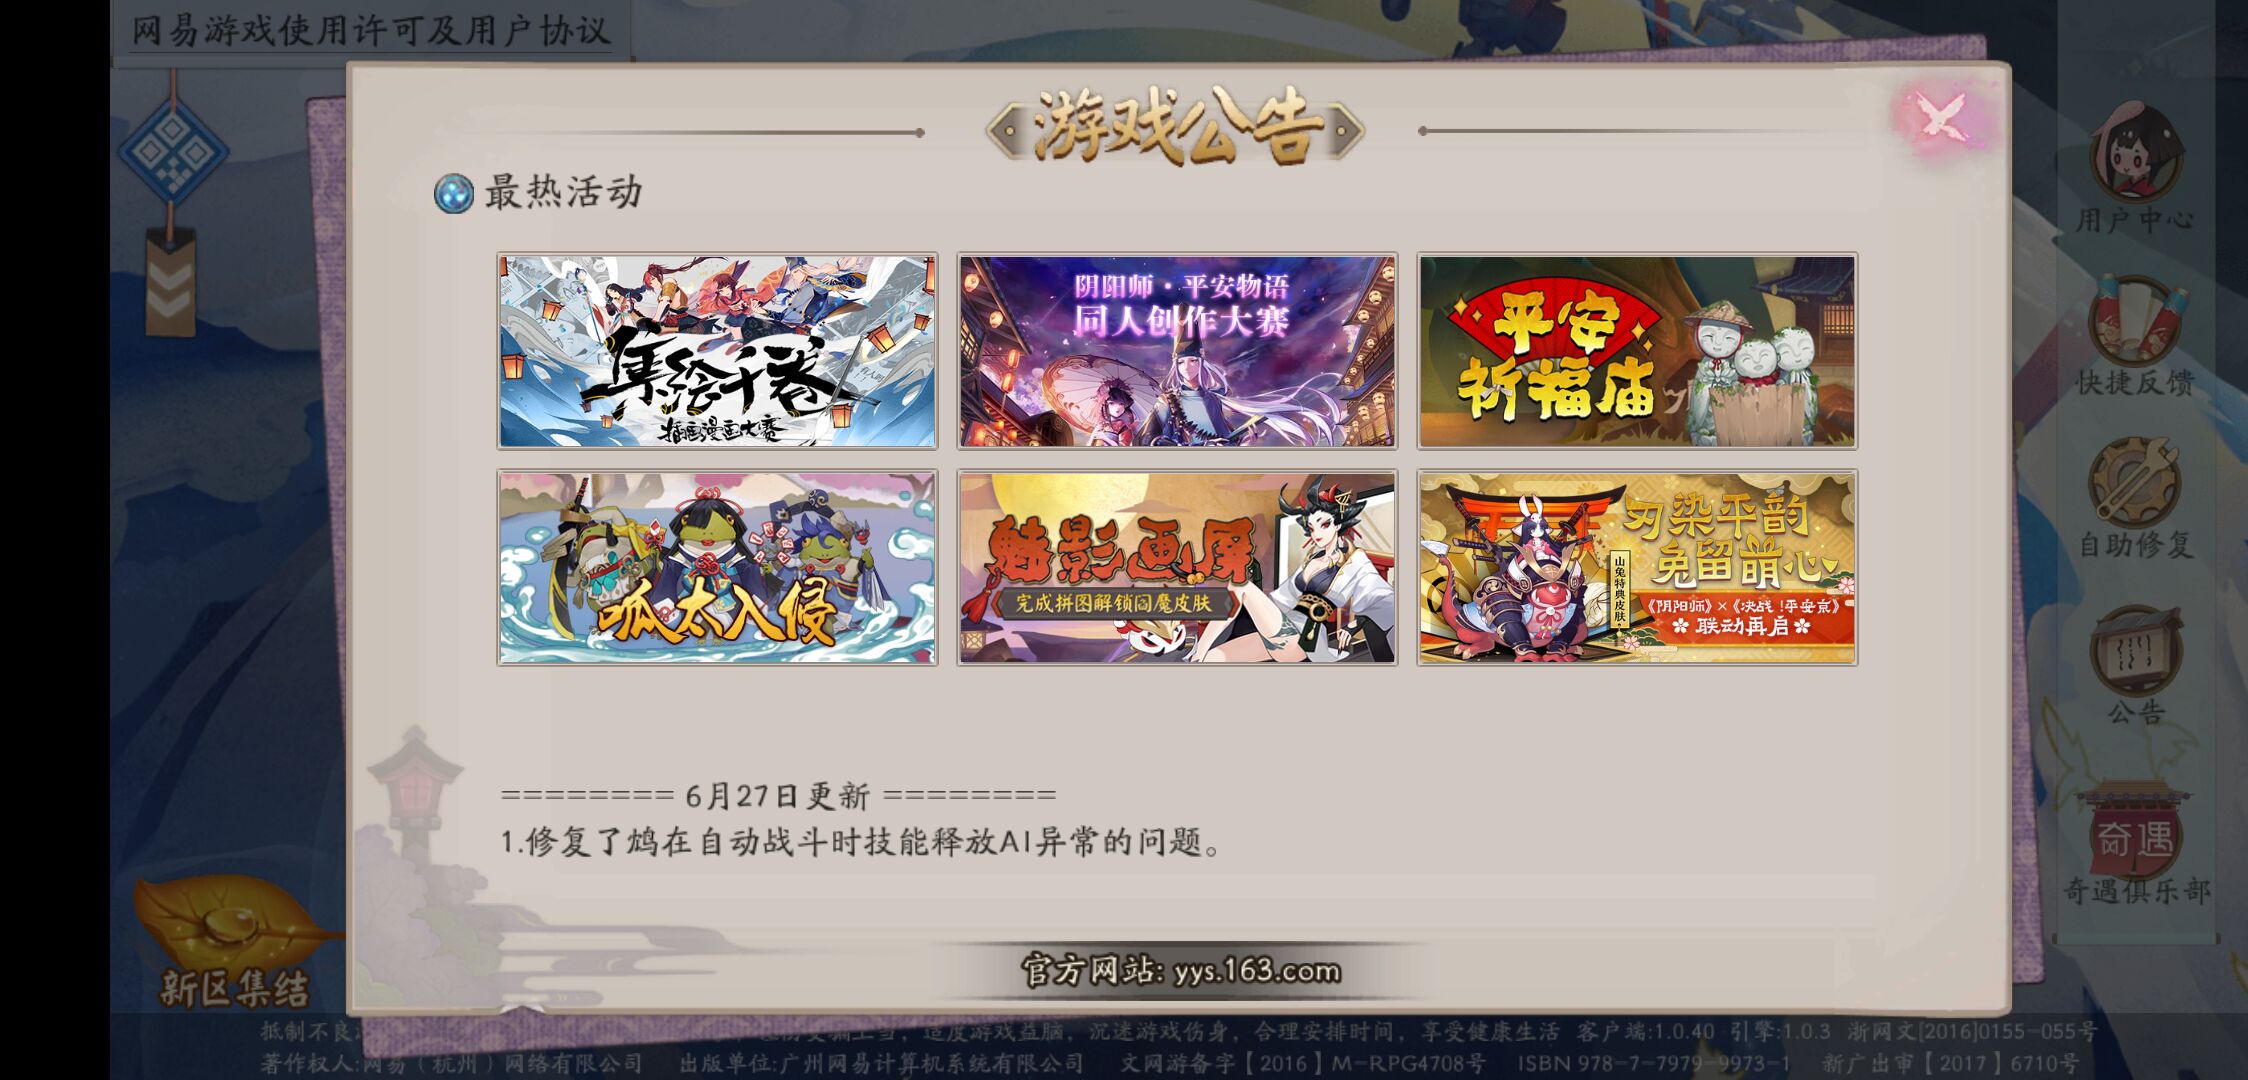 网易游戏使用许可及用户协议
游戏公告
最热活动
集绘千卷
插画漫画大赛
阴阳师·平安物语
同人创作大赛
平安
祈福庙
呱太入侵
魅影画屏
完成拼图解锁阎魔皮肤
刃染平韵
兔留萌心
山兔特典皮肤
《阴阳师》×《决战！平安京》
联动再启
======== 6月27日更新 ========
1.修复了鸩在自动战斗时技能释放AI异常的问题。
官方网站: yys.163.com
用户中心
快捷反馈
自助修复
公告
奇遇
奇遇俱乐部
新区集结
抵制不良 适度游戏益脑，沉迷游戏伤身，合理安排时间，享受健康生活 客户端:1.0.40 引擎:1.0.3 浙网文[2016]0155-055号
著作权人:网易（杭州）网络有限公司 出版单位:广州网易计算机系统有限公司 文网游备字【2016】M-RPG4708号 ISBN 978-7-7979-9973-1 新广出审【2017】6710号